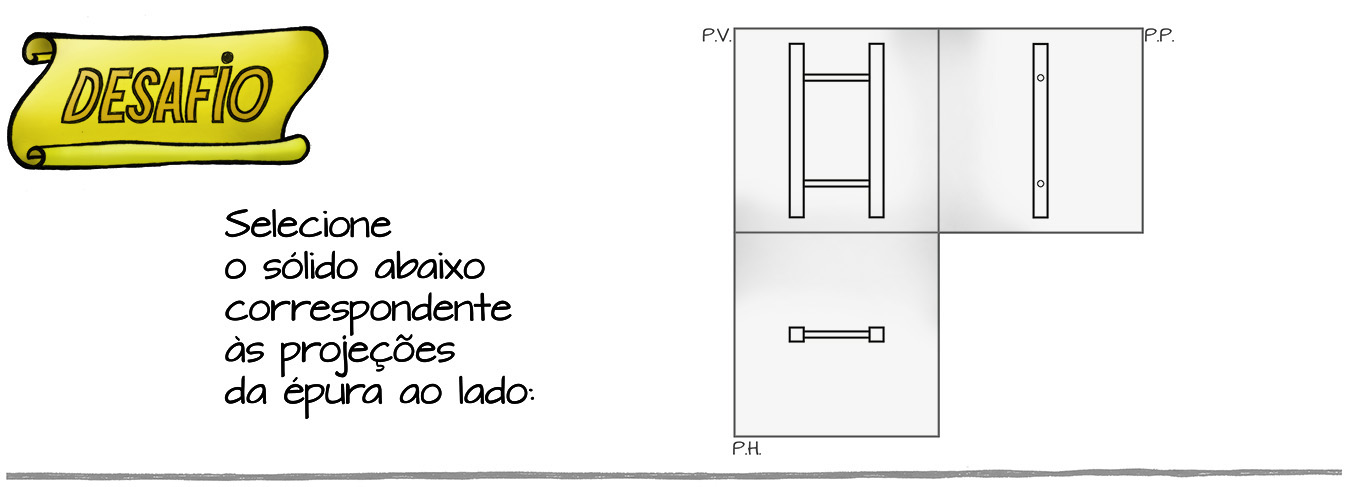 DESAFiO
Selecione
o sólido abaixo
correspondente
às projeções
da épura ao lado:
P.V.
P.P.
P.H.